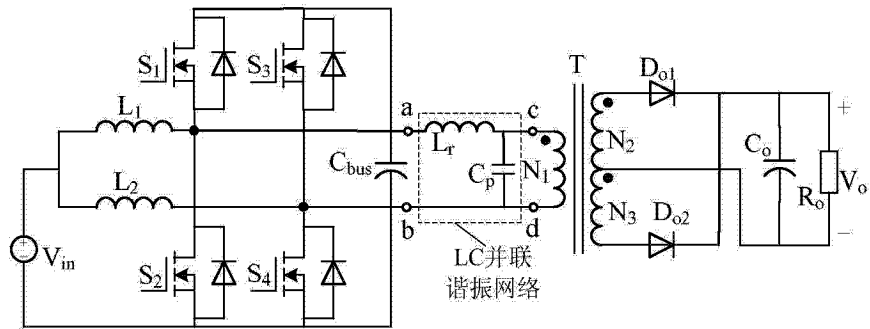 S1
S3
L1
L2
Vin
S2
S4
Cbus
a
b
Lr
Cp
c
d
LC并联
谐振网络
N1
T
N2
N3
Do1
Do2
Co
Ro
+
Vo
−